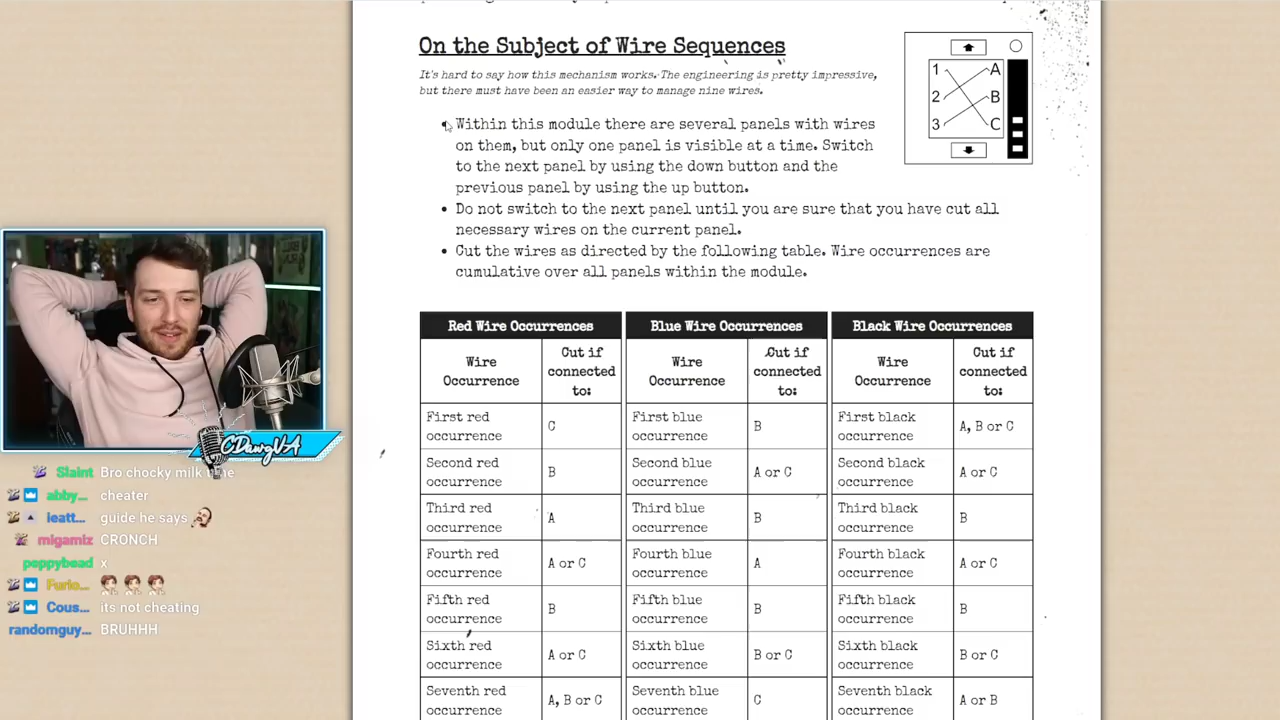 On the Subject of Wire Sequences
It's hard to say how this mechanism works. The engineering is pretty impressive,
but there must have been an easier way to manage nine wires.
1 A
2 B
3 C
• Within this module there are several panels with wires
on them, but only one panel is visible at a time. Switch
to the next panel by using the down button and the
previous panel by using the up button.
• Do not switch to the next panel until you are sure that you have cut all
necessary wires on the current panel.
• Cut the wires as directed by the following table. Wire occurrences are
cumulative over all panels within the module.
Red Wire Occurrences Blue Wire Occurrences Black Wire Occurrences
Wire Occurrence Cut if connected to: Wire Occurrence Cut if connected to: Wire Occurrence Cut if connected to:
First red occurrence C First blue occurrence B First black occurrence A, B or C
Second red occurrence B Second blue occurrence A or C Second black occurrence A or C
Third red occurrence A Third blue occurrence B Third black occurrence B
Fourth red occurrence A or C Fourth blue occurrence A Fourth black occurrence A or C
Fifth red occurrence B Fifth blue occurrence B Fifth black occurrence B
Sixth red occurrence A or C Sixth blue occurrence B or C Sixth black occurrence B or C
Seventh red occurrence A, B or C Seventh blue occurrence C Seventh black occurrence A or B
CDawgVA
Slaint Bro chocky milk time
abby... cheater
ieatt... guide he says
migamiz CRONCH
peppybead x
Furio...
Cous... its not cheating
randomguy... BRUHHH